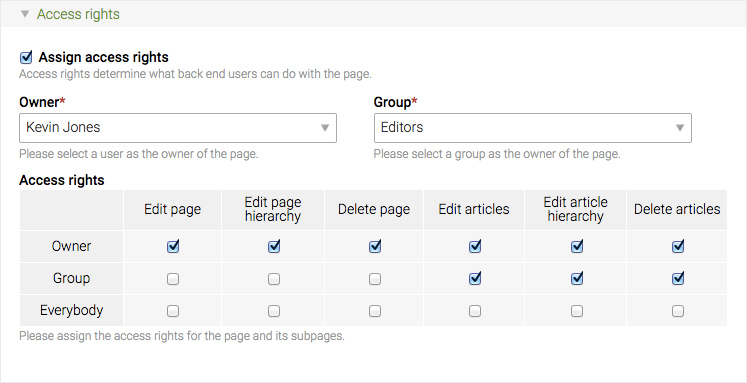 Access rights
Assign access rights
Access rights determine what back end users can do with the page.
Owner* Group*
Kevin Jones Editors
Please select a user as the owner of the page. Please select a group as the owner of the page.
Access rights
Edit page Edit page hierarchy Delete page Edit articles Edit article hierarchy Delete articles
Owner
Group
Everybody
Please assign the access rights for the page and its subpages.